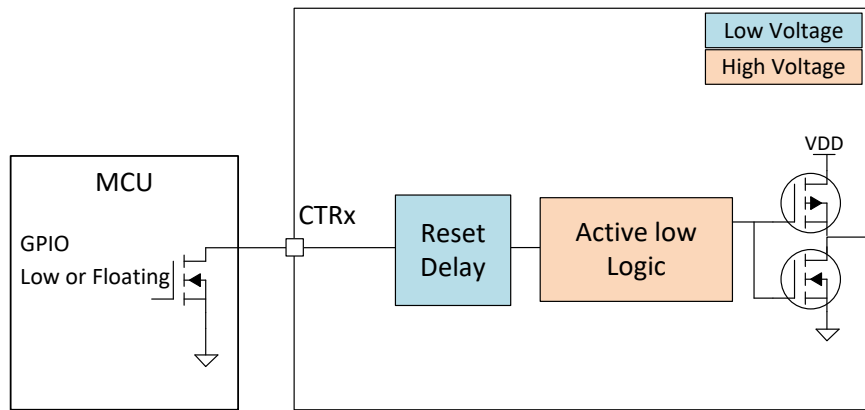 Low Voltage
High Voltage
MCU
GPIO
Low or Floating
CTRx
Reset
Delay
Active low
Logic
VDD